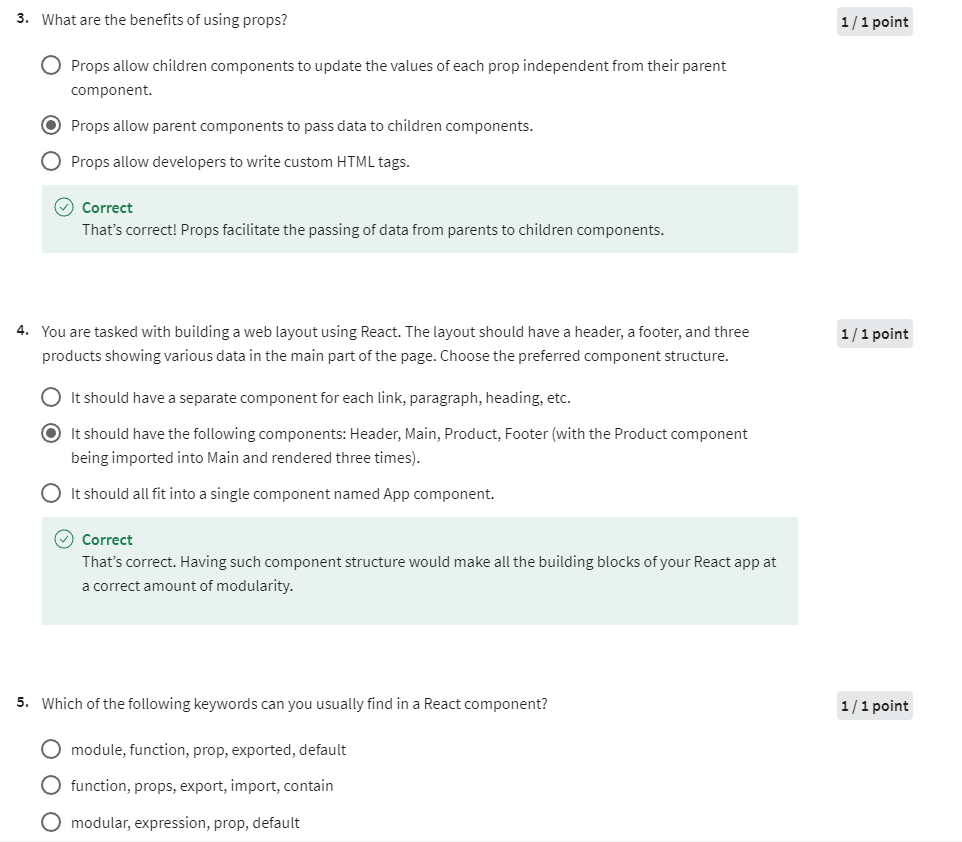 3. What are the benefits of using props?
1 / 1 point
Props allow children components to update the values of each prop independent from their parent
component.
Props allow parent components to pass data to children components.
Props allow developers to write custom HTML tags.
Correct
That’s correct! Props facilitate the passing of data from parents to children components.
4. You are tasked with building a web layout using React. The layout should have a header, a footer, and three
1 / 1 point
products showing various data in the main part of the page. Choose the preferred component structure.
It should have a separate component for each link, paragraph, heading, etc.
It should have the following components: Header, Main, Product, Footer (with the Product component
being imported into Main and rendered three times).
It should all fit into a single component named App component.
Correct
That’s correct. Having such component structure would make all the building blocks of your React app at
a correct amount of modularity.
5. Which of the following keywords can you usually find in a React component?
1 / 1 point
module, function, prop, exported, default
function, props, export, import, contain
modular, expression, prop, default